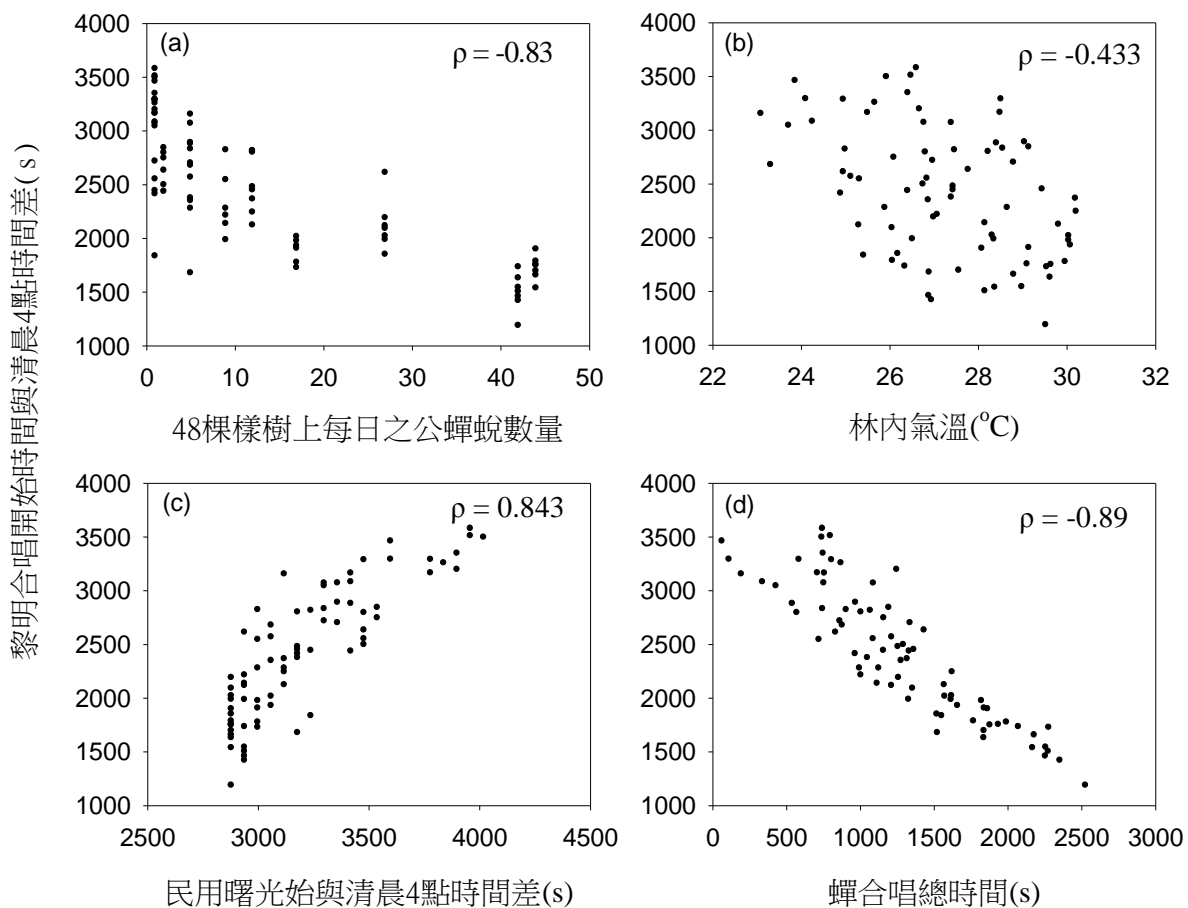 黎明合唱開始時間與清晨4點時間差(s)
(a)
ρ = -0.83
4000
3500
3000
2500
2000
1500
1000
0 10 20 30 40 50
48棵樣樹上每日之公蟬蛻數量
(b)
ρ = -0.433
4000
3500
3000
2500
2000
1500
1000
22 24 26 28 30 32
林內氣溫(°C)
(c)
ρ = 0.843
4000
3500
3000
2500
2000
1500
1000
2500 3000 3500 4000 4500
民用曙光始與清晨4點時間差(s)
(d)
ρ = -0.89
4000
3500
3000
2500
2000
1500
1000
0 500 1000 1500 2000 2500 3000
蟬合唱總時間(s)